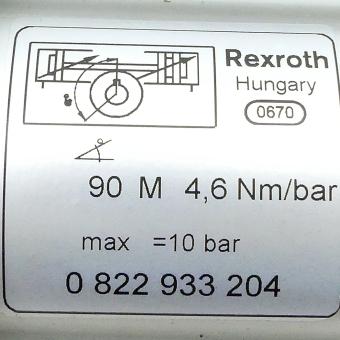 Rexroth
Hungary
0670
90 M 4,6 Nm/bar
max =10 bar
0 822 933 204